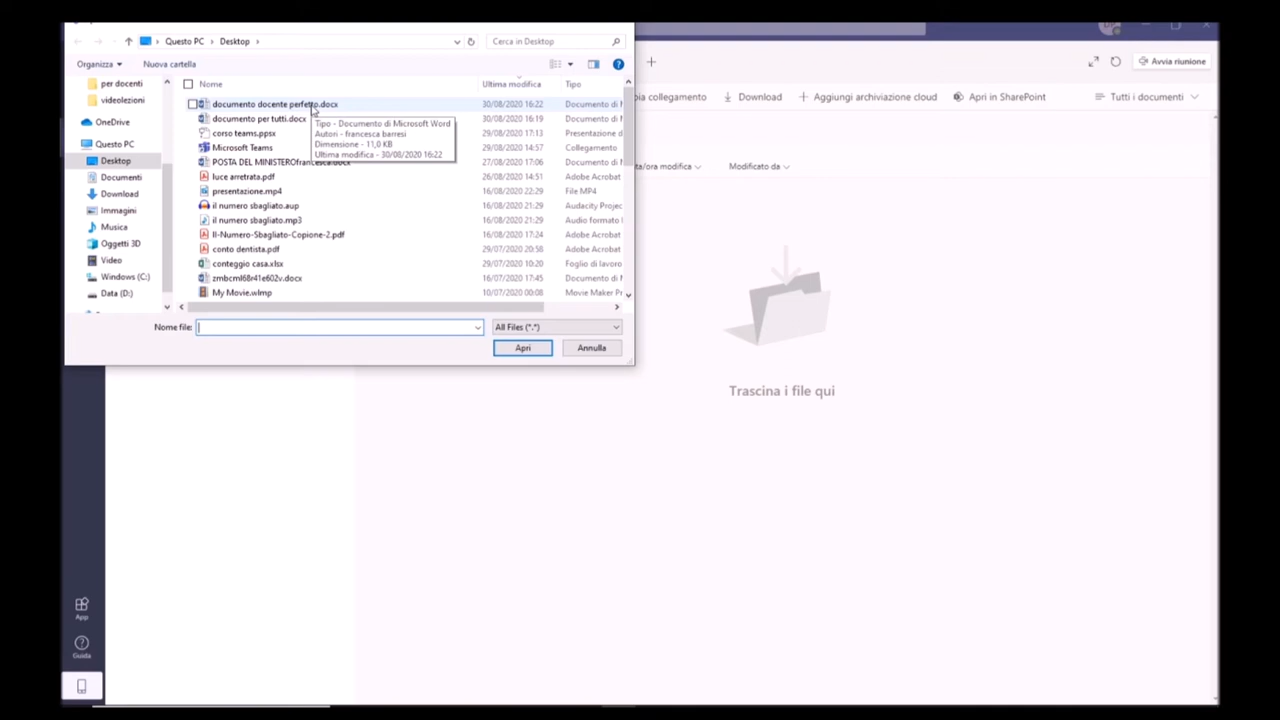 Questo PC > Desktop >
Cerca in Desktop
Organizza
Nuova cartella
Avvia riunione
per docenti
videolezioni
OneDrive
Questo PC
Desktop
Documenti
Download
Immagini
Musica
Oggetti 3D
Video
Windows (C:)
Data (D:)
Nome Ultima modifica Tipo
documento docente perfetto.docx 30/08/2020 16:22 Documento di
documento per tutti.docx 30/08/2020 16:19 Documento di
corso teams.ppsx 29/08/2020 17:13 Presentazione d
Microsoft Teams 29/08/2020 14:57 Collegamento
POSTA DEL MINISTEROfrancesca.docx 27/08/2020 17:06 Documento di
luce arretrata.pdf 26/08/2020 14:51 Adobe Acrobat
presentazione.mp4 16/08/2020 22:29 File MP4
il numero sbagliato.aup 16/08/2020 21:29 Audacity Projec
il numero sbagliato.mp3 16/08/2020 21:29 Audio formato
Il-Numero-Sbagliato-Copione-2.pdf 16/08/2020 17:24 Adobe Acrobat
conto dentista.pdf 29/07/2020 20:58 Adobe Acrobat
conteggio casa.xlsx 29/07/2020 10:20 Foglio di lavoro
zmbcml68r41e602v.docx 16/07/2020 17:45 Documento di
My Movie.wlmp 10/07/2020 00:08 Movie Maker Pr
Tipo - Documento di Microsoft Word
Autori - francesca barresi
Dimensione - 11,0 KB
Ultima modifica - 30/08/2020 16:22
Nome file:
All Files (*.*)
Apri
Annulla
collegamento
Download
Aggiungi archiviazione cloud
Apri in SharePoint
Tutti i documenti
ta/ora modifica
Modificato da
Trascina i file qui
App
Guida